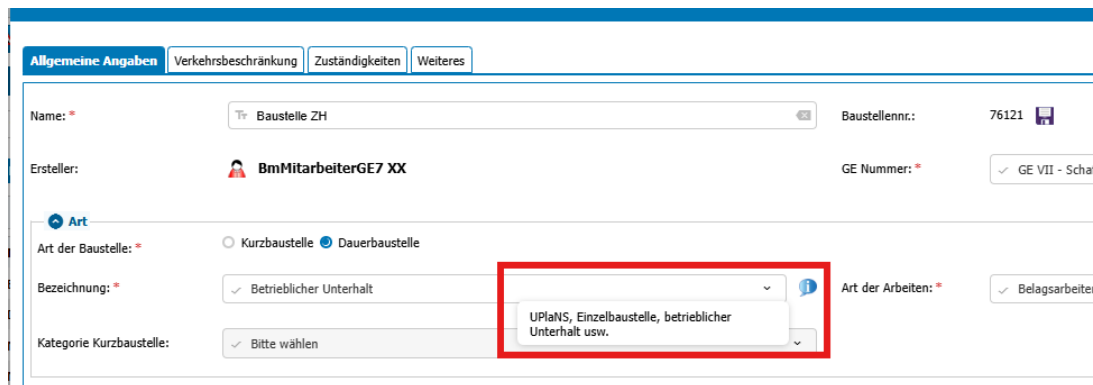 Allgemeine Angaben Verkehrsbeschränkung Zuständigkeiten Weiteres
Name: * Baustelle ZH Baustellennr.: 76121
Ersteller: BmMitarbeiterGE7 XX GE Nummer: * GE VII - Schaf
Art
Art der Baustelle: * Kurzbaustelle Dauerbaustelle
Bezeichnung: * Betrieblicher Unterhalt Art der Arbeiten: * Belagsarbeiten
UPlaNS, Einzelbaustelle, betrieblicher
Unterhalt usw.
Kategorie Kurzbaustelle: Bitte wählen